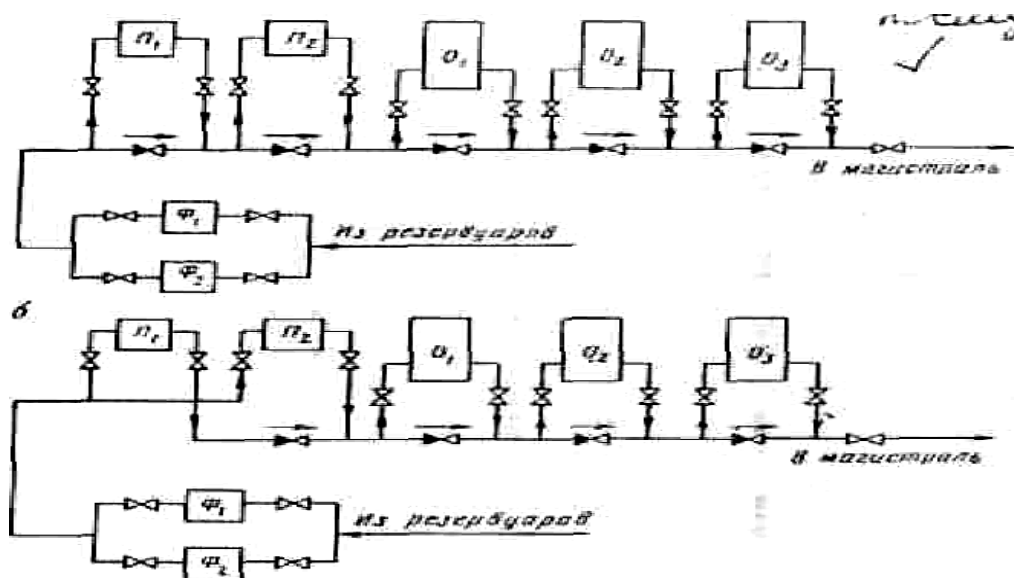 П₁ П₂ О₁ О₂ О₃
В магистраль
Ф₁
Из резервуаров
Ф₂
б
П₁ П₂ О₁ О₂ О₃
В магистраль
Ф₁
Из резервуаров
Ф₂